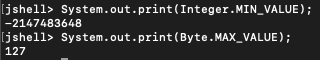 [jshell> System.out.print(Integer.MIN_VALUE);
-2147483648
[jshell> System.out.print(Byte.MAX_VALUE);
127